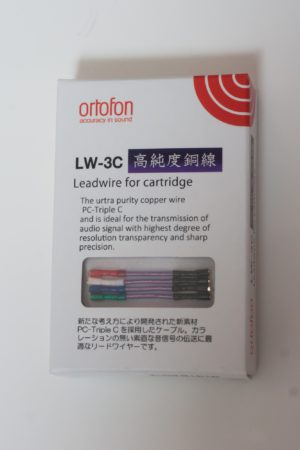 ortofon
accuracy in sound
LW-3C 高純度銅線
Leadwire for cartridge
The urtra purity copper wire
PC-Triple C
and is ideal for the transmission of
audio signal with highest degree of
resolution transparency and sharp
precision.
新たな考え方により開発された新素材
PC-Triple Cを採用したケーブル。カラ
レーションの無い素直な音信号の伝送に最
適なリードワイヤーです。